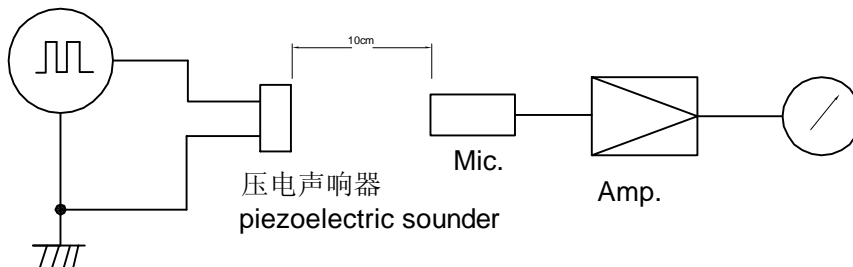 10cm
Mic.
压电声响器
Amp.
piezoelectric sounder